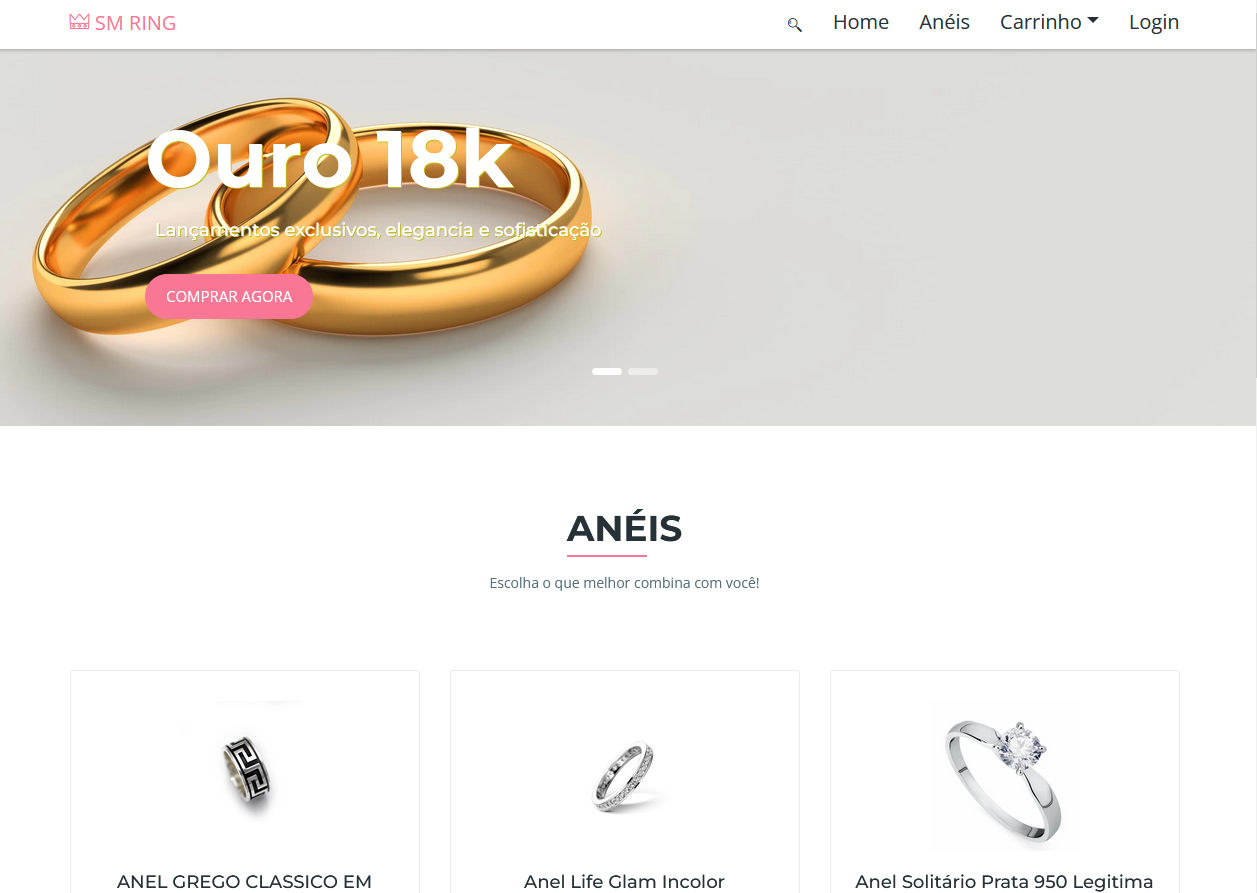 SM RING
Home Anéis Carrinho Login
Ouro 18k
Lançamentos exclusivos, elegancia e sofisticação
COMPRAR AGORA
ANÉIS
Escolha o que melhor combina com você!
ANEL GREGO CLASSICO EM
Anel Life Glam Incolor
Anel Solitário Prata 950 Legitima